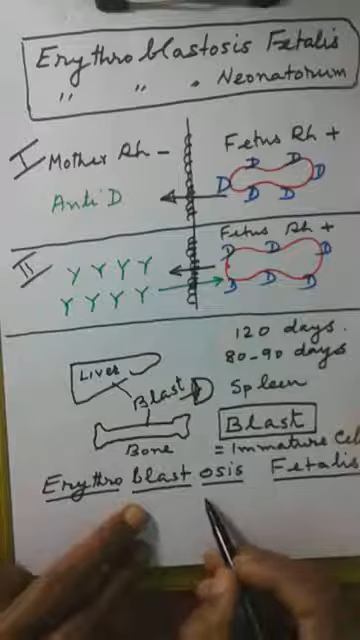 Erythroblastosis Fetalis
" " . Neonatorum
I Mother Rh -
Fetus Rh +
D D D D D D
Anti D
II
Fetus Rh +
Y Y Y Y
Y Y Y Y
D D D D D D
120 days.
80-90 days
Liver
Blast
Spleen
Bone
Blast
= Immature Cel
Erythro blast osis Fetalis